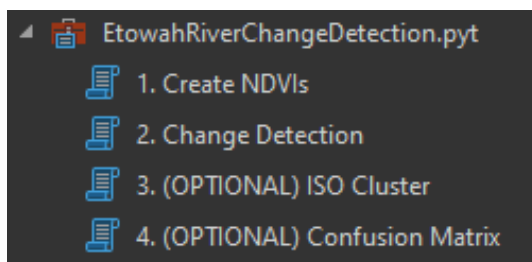 EtowahRiverChangeDetection.pyt
1. Create NDVIs
2. Change Detection
3. (OPTIONAL) ISO Cluster
4. (OPTIONAL) Confusion Matrix